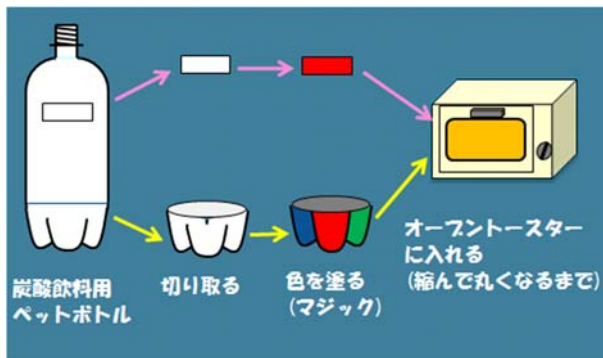 炭酸飲料用
ペットボトル
切り取る
色を塗る
(マジック)
オーブントースター
に入れる
(縮んで丸くなるまで)